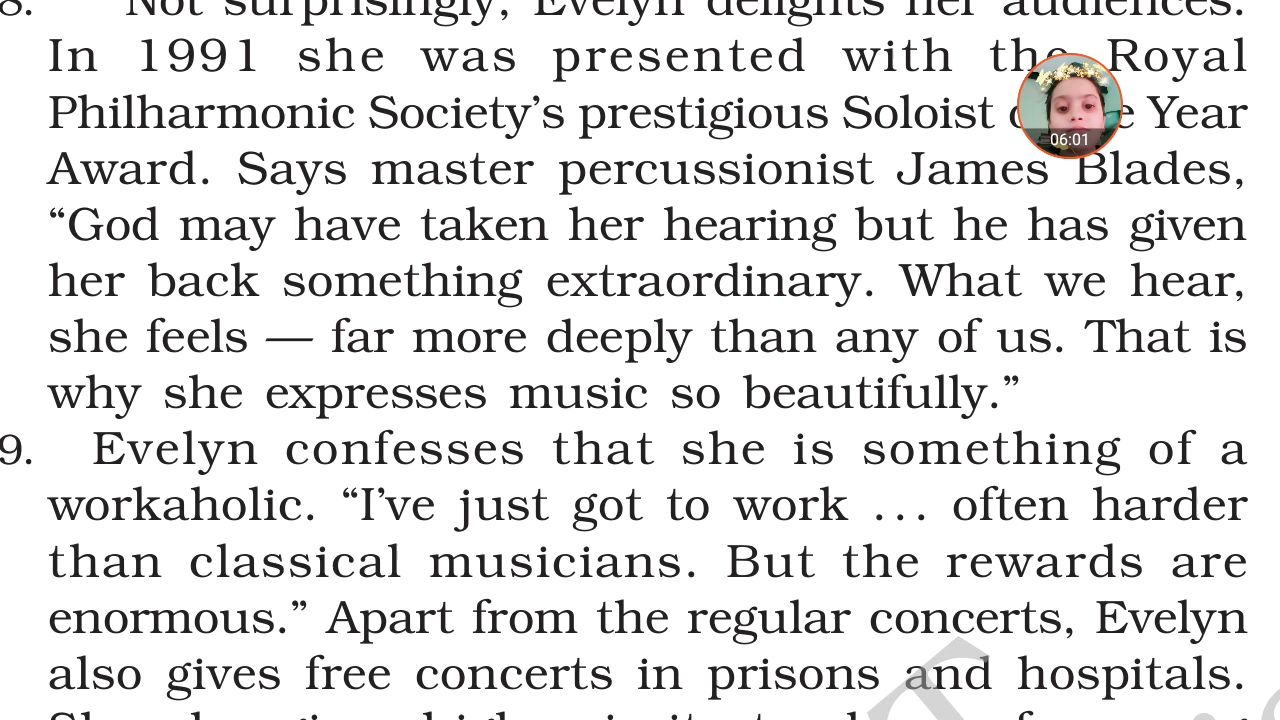 8. Not surprisingly, Evelyn delights her audiences.
In 1991 she was presented with the Royal
Philharmonic Society’s prestigious Soloist Year
06:01
Award. Says master percussionist James Blades,
“God may have taken her hearing but he has given
her back something extraordinary. What we hear,
she feels — far more deeply than any of us. That is
why she expresses music so beautifully.”
9. Evelyn confesses that she is something of a
workaholic. “I’ve just got to work ... often harder
than classical musicians. But the rewards are
enormous.” Apart from the regular concerts, Evelyn
also gives free concerts in prisons and hospitals.